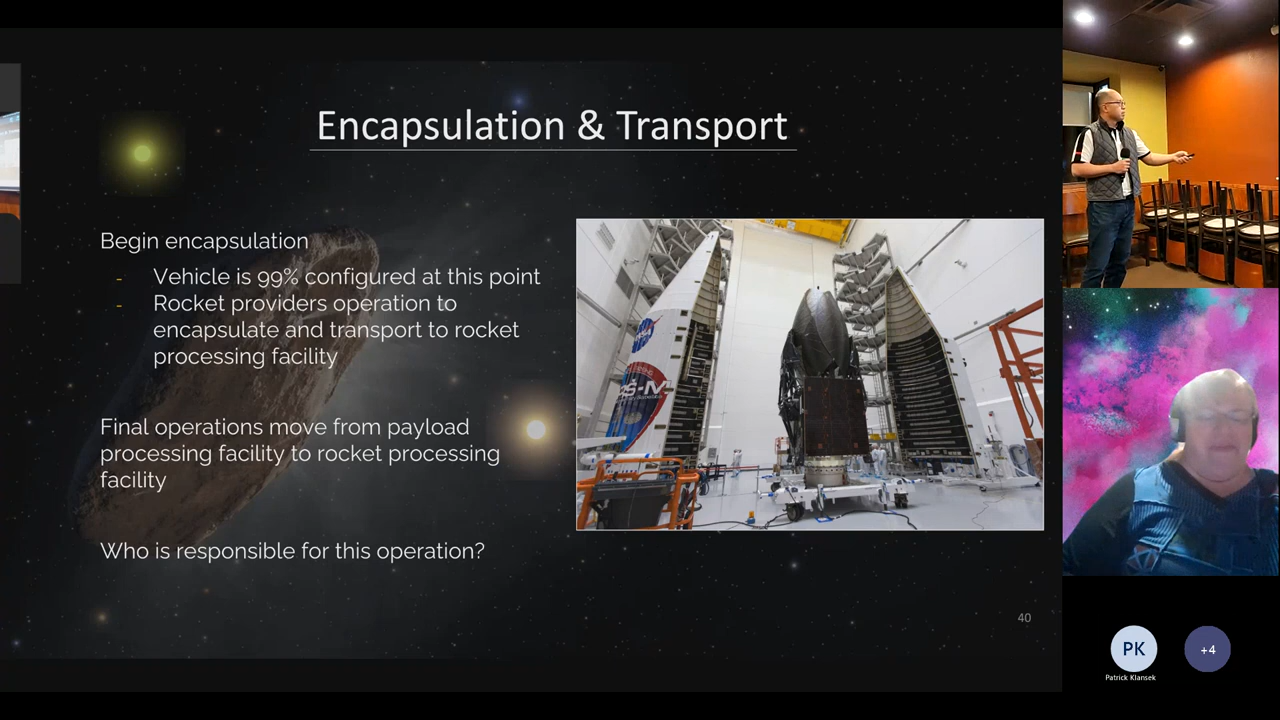 Encapsulation & Transport
Begin encapsulation
- Vehicle is 99% configured at this point
- Rocket providers operation to
encapsulate and transport to rocket
processing facility
Final operations move from payload
processing facility to rocket processing
facility
Who is responsible for this operation?
40
PK
+4
Patrick Klansek